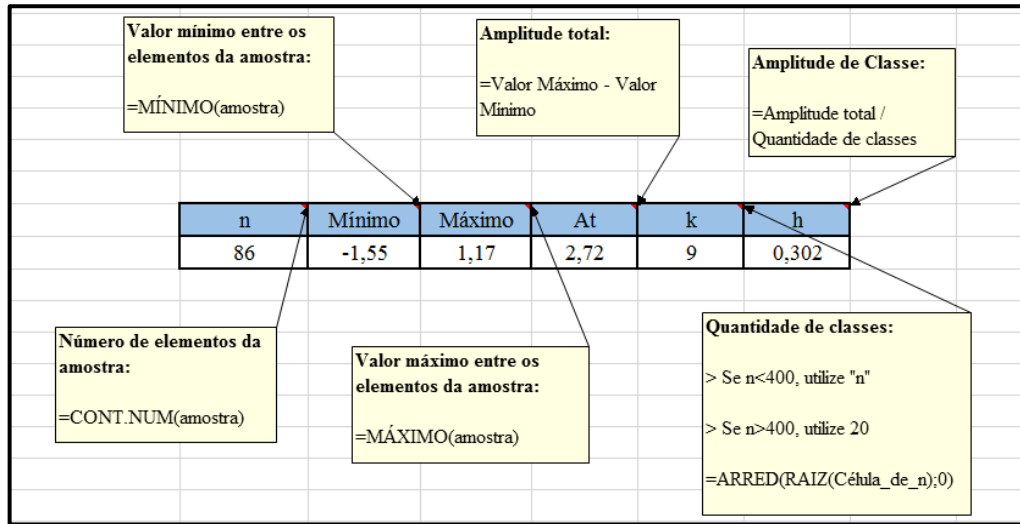 Valor mínimo entre os
elementos da amostra:
=MÍNIMO(amostra)
Amplitude total:
=Valor Máximo - Valor
Minimo
Amplitude de Classe:
=Amplitude total /
Quantidade de classes
n Mínimo Máximo At k h
86 -1,55 1,17 2,72 9 0,302
Número de elementos da
amostra:
=CONT.NUM(amostra)
Valor máximo entre os
elementos da amostra:
=MÁXIMO(amostra)
Quantidade de classes:
> Se n<400, utilize "n"
> Se n>400, utilize 20
=ARRED(RAIZ(Célula_de_n);0)